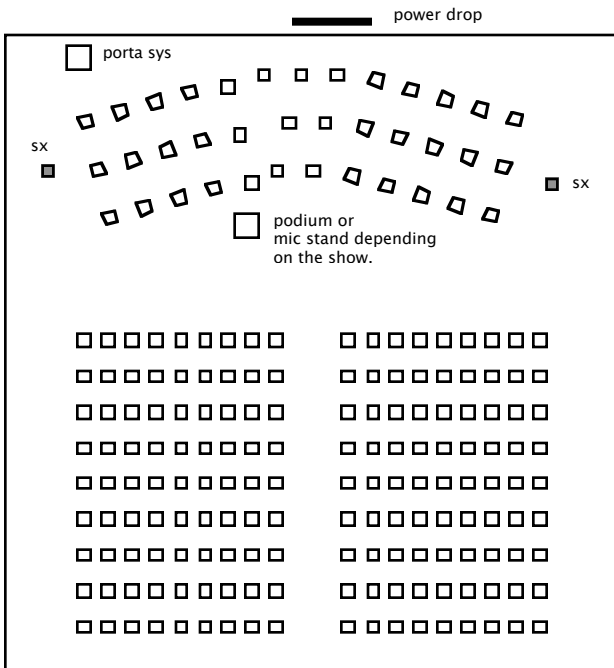 power drop
porta sys
sx
sx
podium or
mic stand depending
on the show.